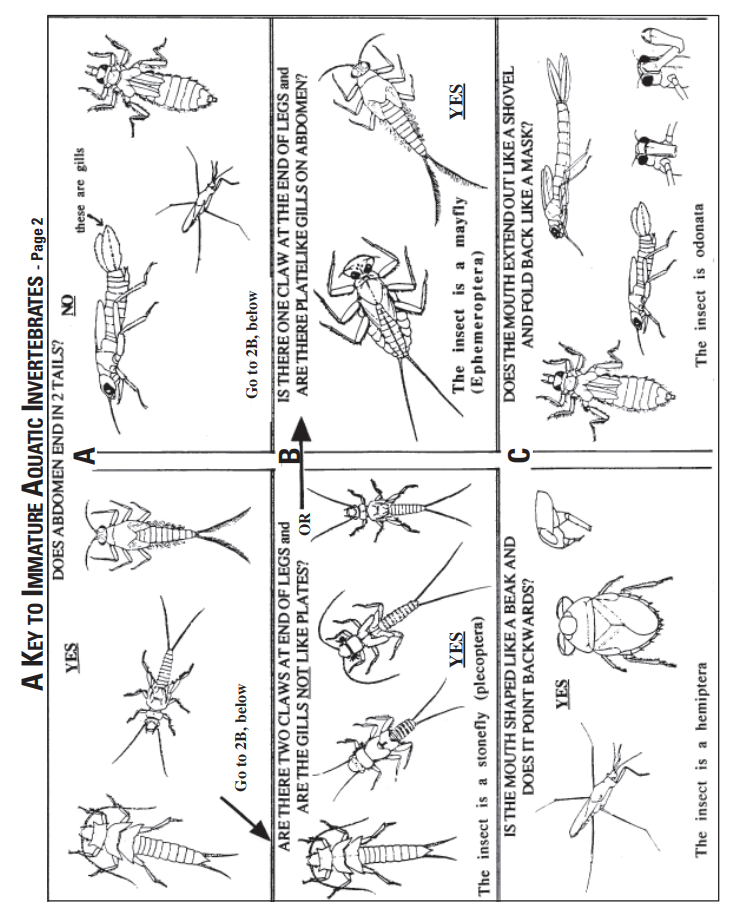 A KEY TO IMMATURE AQUATIC INVERTEBRATES - Page 2
DOES ABDOMEN END IN 2 TAILS?
A
YES
NO
these are gills
Go to 2B, below
Go to 2B, below
B
ARE THERE TWO CLAWS AT END OF LEGS and
ARE THE GILLS NOT LIKE PLATES?
OR
YES
The insect is a stonefly (plecoptera)
IS THERE ONE CLAW AT THE END OF LEGS and
ARE THERE PLATELIKE GILLS ON ABDOMEN?
YES
The insect is a mayfly
(Ephemeroptera)
C
IS THE MOUTH SHAPED LIKE A BEAK AND
DOES IT POINT BACKWARDS?
YES
The insect is a hemiptera
DOES THE MOUTH EXTEND OUT LIKE A SHOVEL
AND FOLD BACK LIKE A MASK?
The insect is odonata